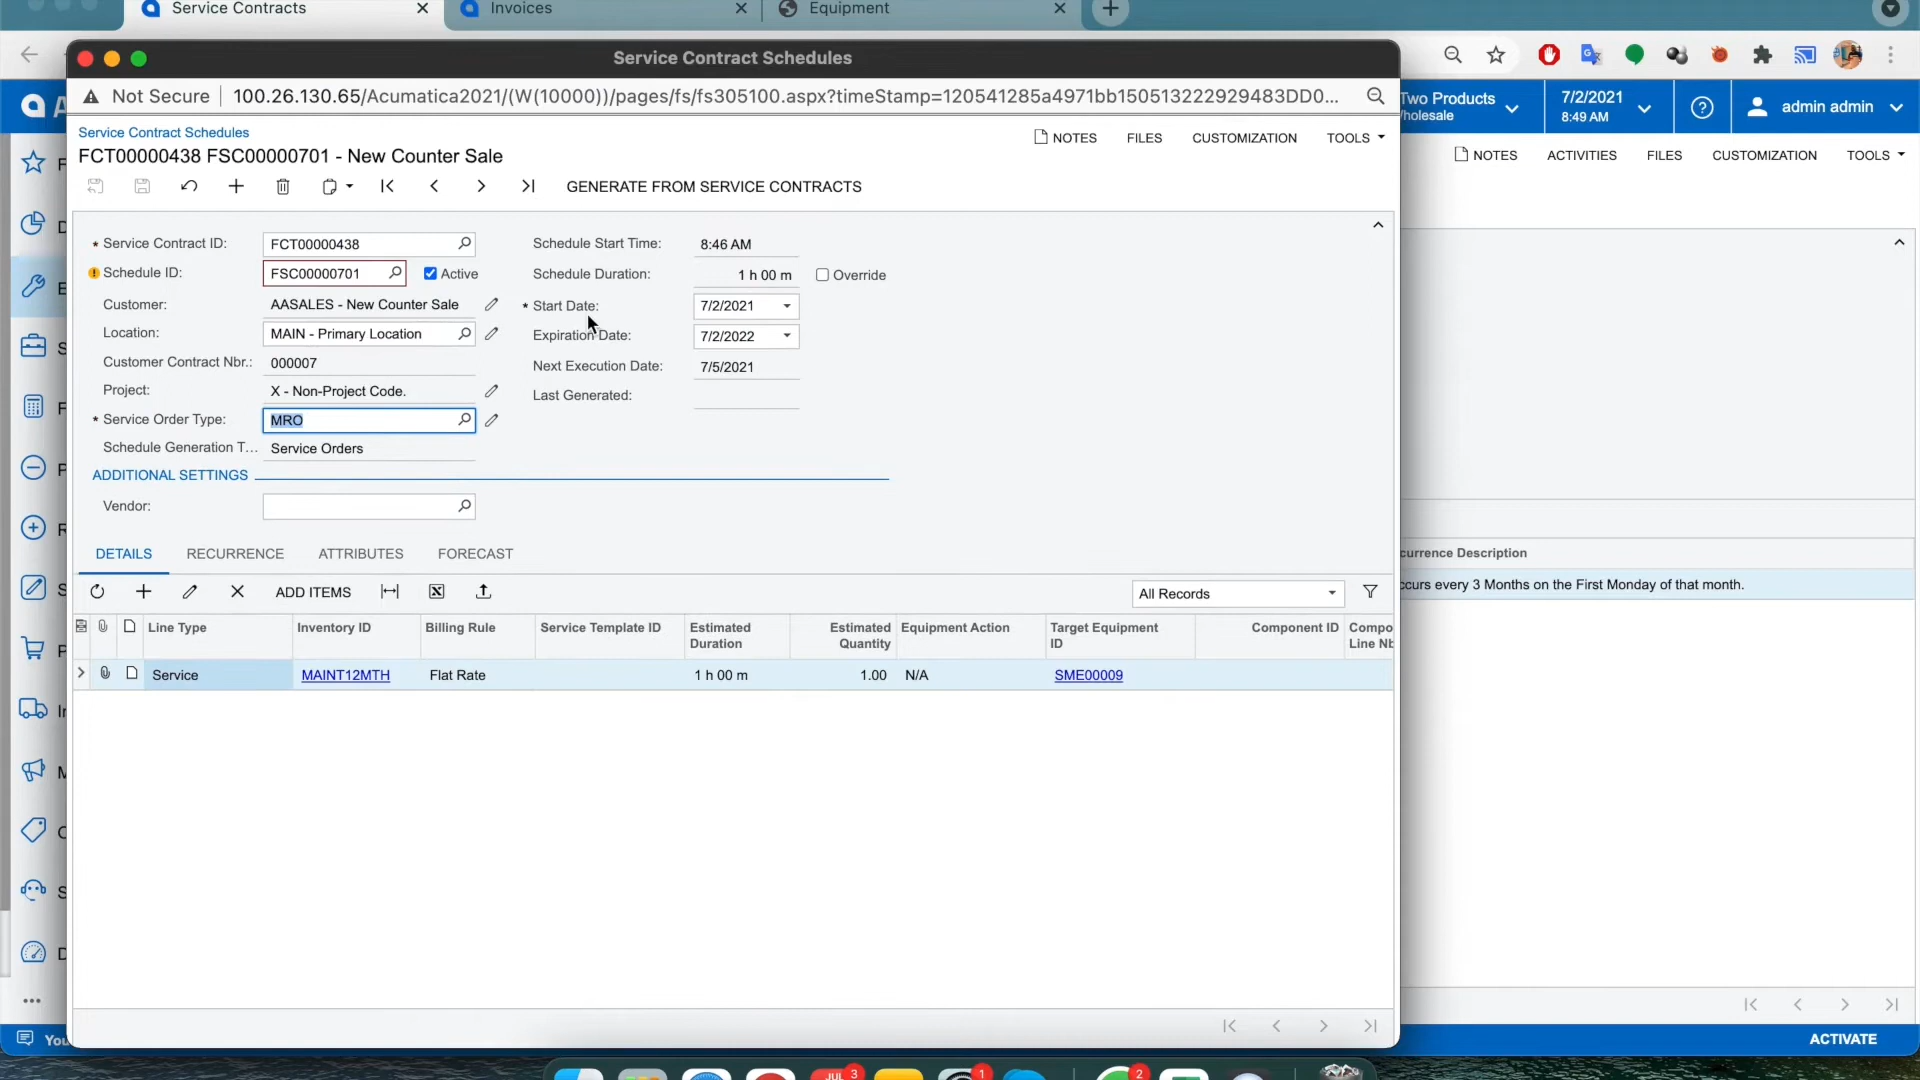 Service Contracts
Invoices
Equipment
Service Contract Schedules
Not Secure
100.26.130.65/Acumatica2021/(W(10000))/pages/fs/fs305100.aspx?timeStamp=120541285a4971bb150513222929483DD0...
Two Products
Wholesale
7/2/2021
8:49 AM
admin admin
Service Contract Schedules
NOTES
FILES
CUSTOMIZATION
TOOLS
NOTES
ACTIVITIES
FILES
CUSTOMIZATION
TOOLS
FCT00000438 FSC00000701 - New Counter Sale
GENERATE FROM SERVICE CONTRACTS
Service Contract ID:
FCT00000438
Schedule Start Time:
8:46 AM
Schedule ID:
FSC00000701
Active
Schedule Duration:
1 h 00 m
Override
Customer:
AASALES - New Counter Sale
Start Date:
7/2/2021
Location:
MAIN - Primary Location
Expiration Date:
7/2/2022
Customer Contract Nbr.:
000007
Next Execution Date:
7/5/2021
Project:
X - Non-Project Code.
Last Generated:
Service Order Type:
MRO
Schedule Generation T...
Service Orders
ADDITIONAL SETTINGS
Vendor:
DETAILS
RECURRENCE
ATTRIBUTES
FORECAST
currence Description
ccurs every 3 Months on the First Monday of that month.
ADD ITEMS
All Records
Line Type
Inventory ID
Billing Rule
Service Template ID
Estimated
Duration
Estimated
Quantity
Equipment Action
Target Equipment
ID
Component ID
Compo
Line Nb
Service
MAINT12MTH
Flat Rate
1 h 00 m
1.00
N/A
SME00009
You
ACTIVATE
JUL
3
1
2